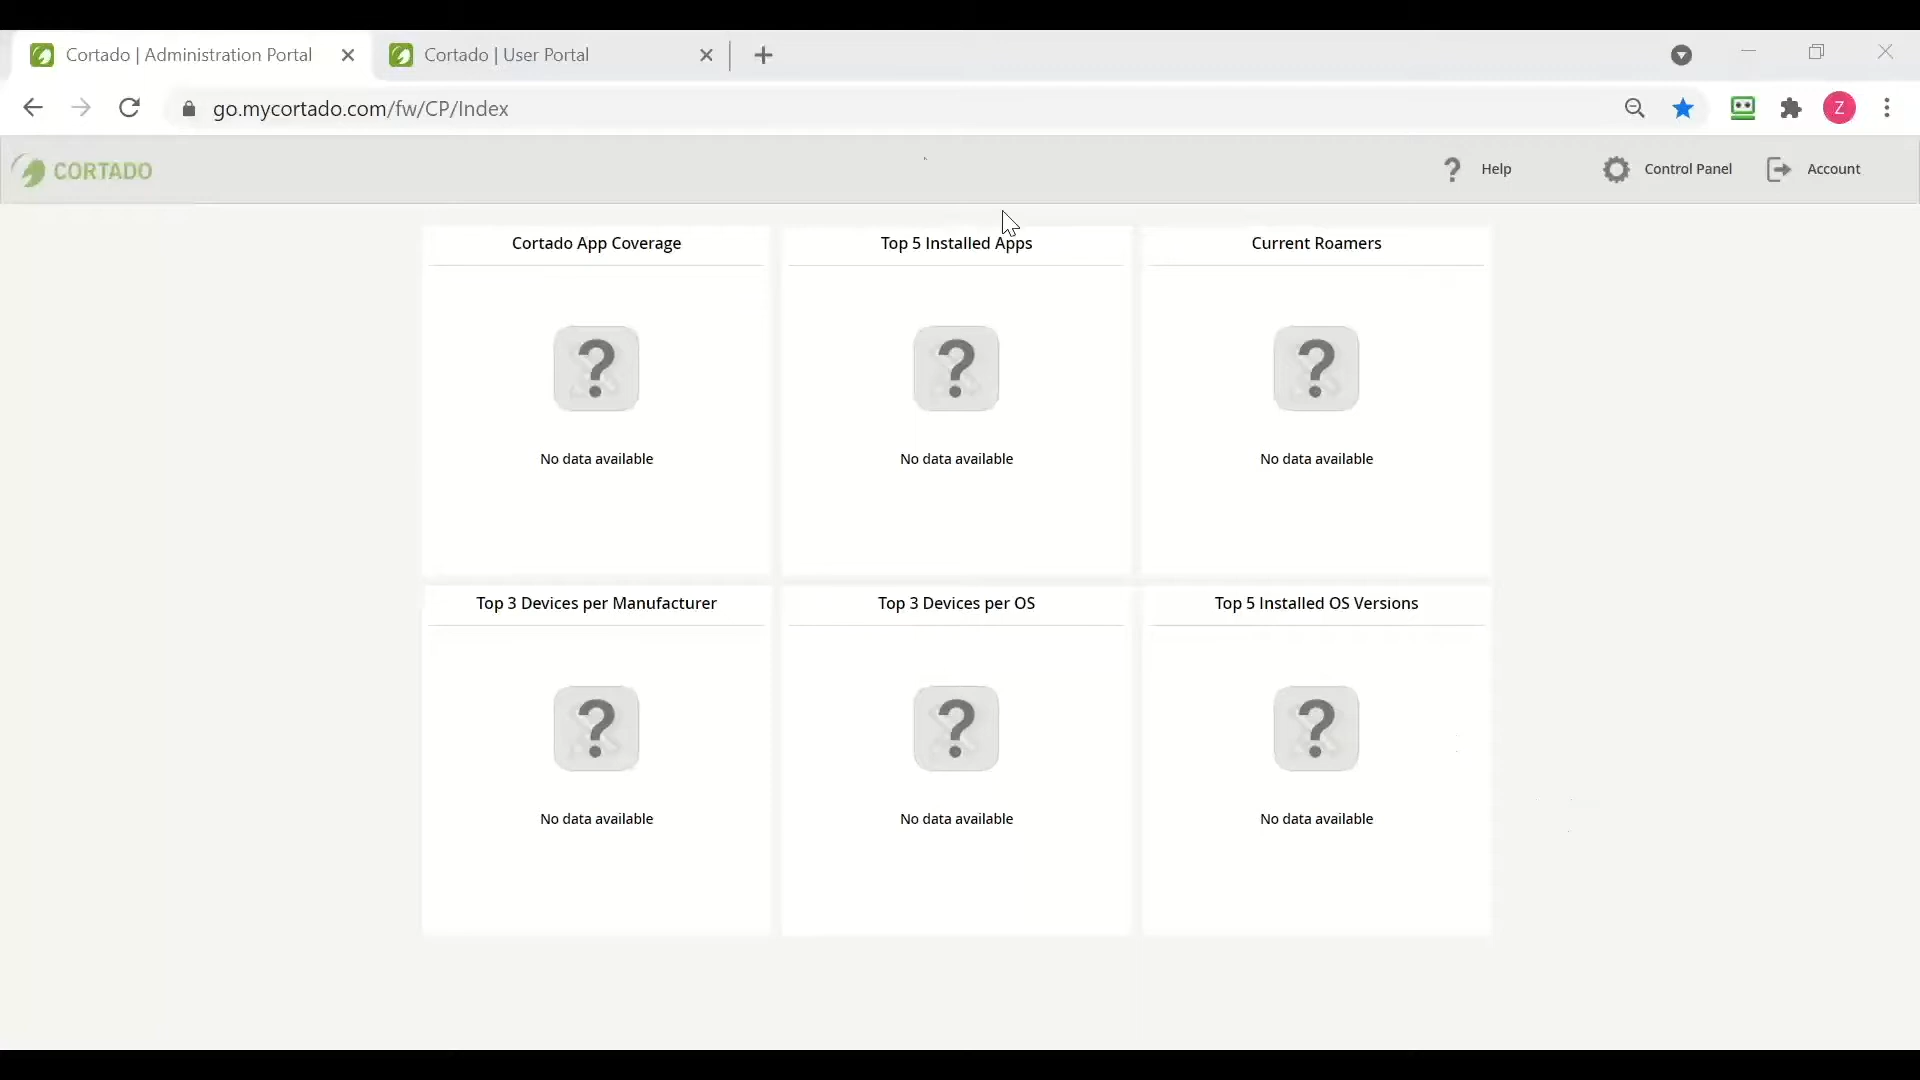 Cortado | Administration Portal
Cortado | User Portal
go.mycortado.com/fw/CP/Index
Z
CORTADO
? Help
Control Panel
Account
Cortado App Coverage
Top 5 Installed Apps
Current Roamers
?
?
?
No data available
No data available
No data available
Top 3 Devices per Manufacturer
Top 3 Devices per OS
Top 5 Installed OS Versions
?
?
?
No data available
No data available
No data available